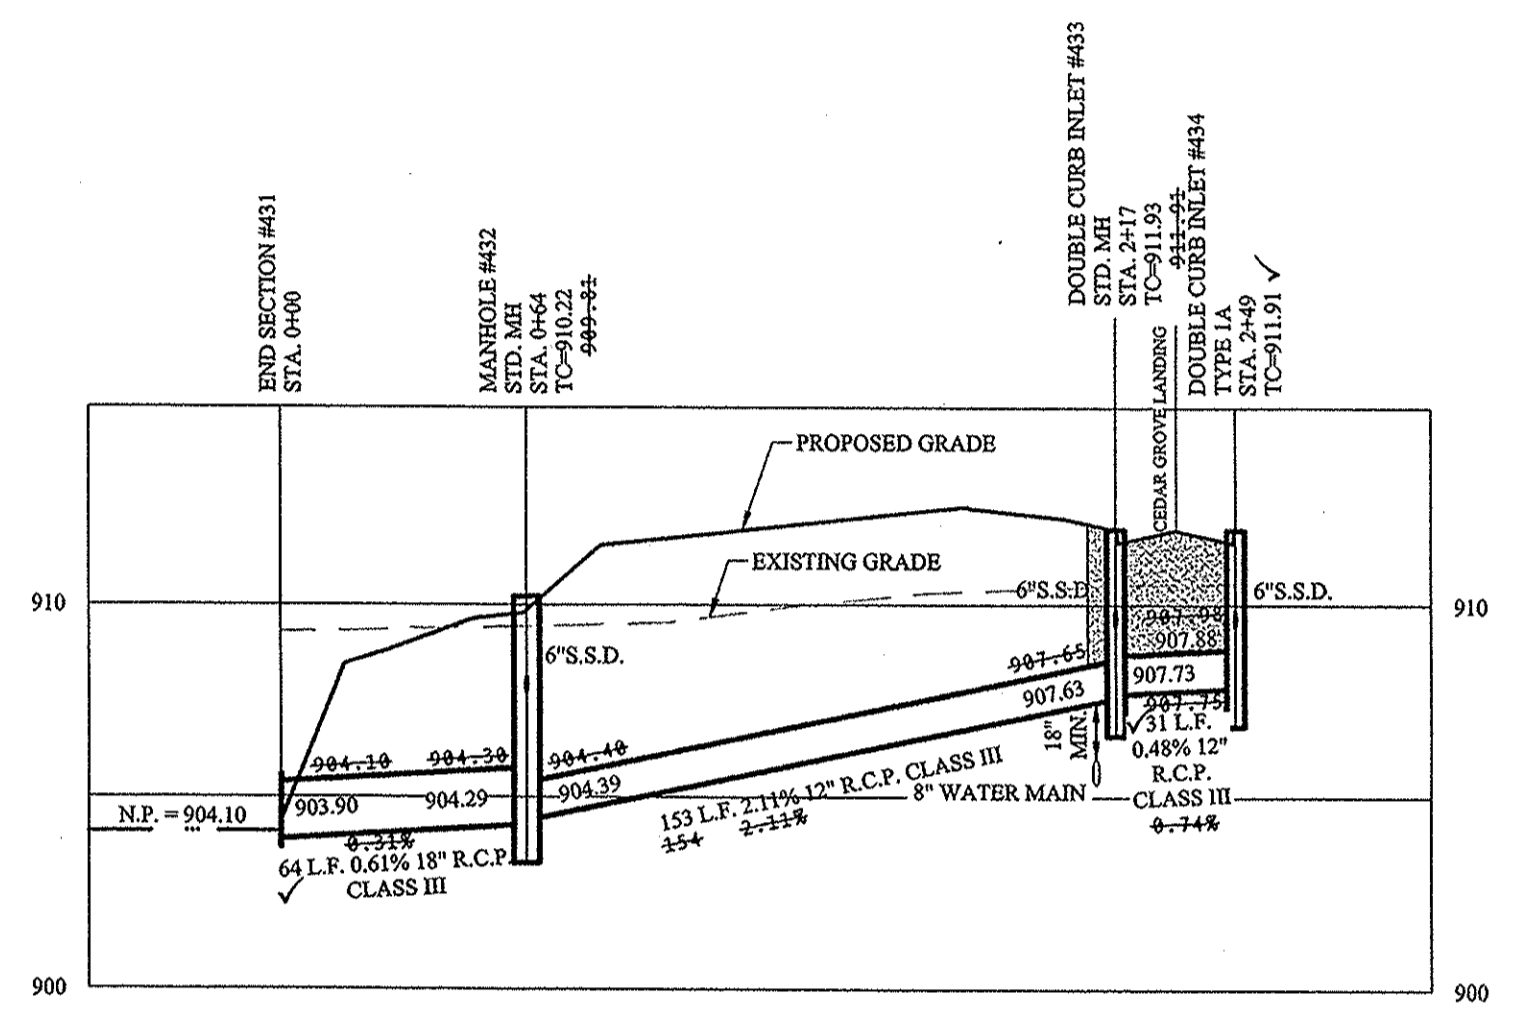 END SECTION #431
STA. 0+00
MANHOLE #432
STD. MH
STA. 0+64
TC=910.22
909.81
DOUBLE CURB INLET #433
STD. MH
STA. 2+17
TC=911.93
911.91
CEDAR GROVE LANDING
DOUBLE CURB INLET #434
TYPE 1A
STA. 2+49
TC=911.91 ✓
PROPOSED GRADE
EXISTING GRADE
910
910
6"S.S.D.
6"S.S.D
6"S.S.D.
907.98
907.88
907.65
907.63
907.73
907.75
904.10
904.30
904.40
903.90
904.29
904.39
N.P. = 904.10
0.31%
64 L.F. 0.61% 18" R.C.P.
✓ CLASS III
153 L.F. 2.11% 12" R.C.P. CLASS III
154 2.11%
18"
MIN.
8" WATER MAIN
✓31 L.F.
0.48% 12"
R.C.P.
CLASS III
0.74%
900
900